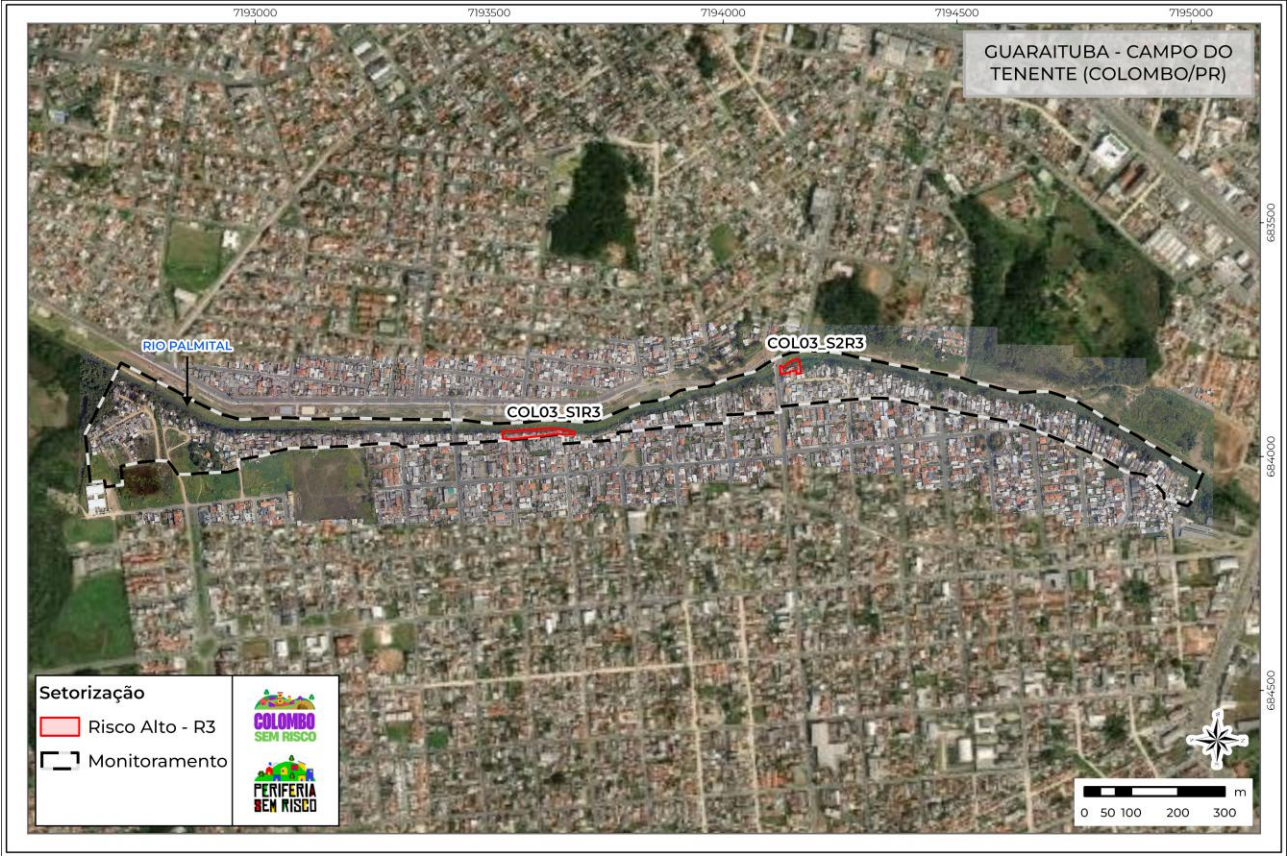 7193000 7193500 7194000 7194500 7195000
GUARAITUBA - CAMPO DO
TENENTE (COLOMBO/PR)
683500
684000
684500
RIO PALMITAL
COL03_S2R3
COL03_S1R3
Setorização
Risco Alto - R3
Monitoramento
COLOMBO
SEM RISCO
PERIFERIA
SEM RISCO
m
0 50 100 200 300